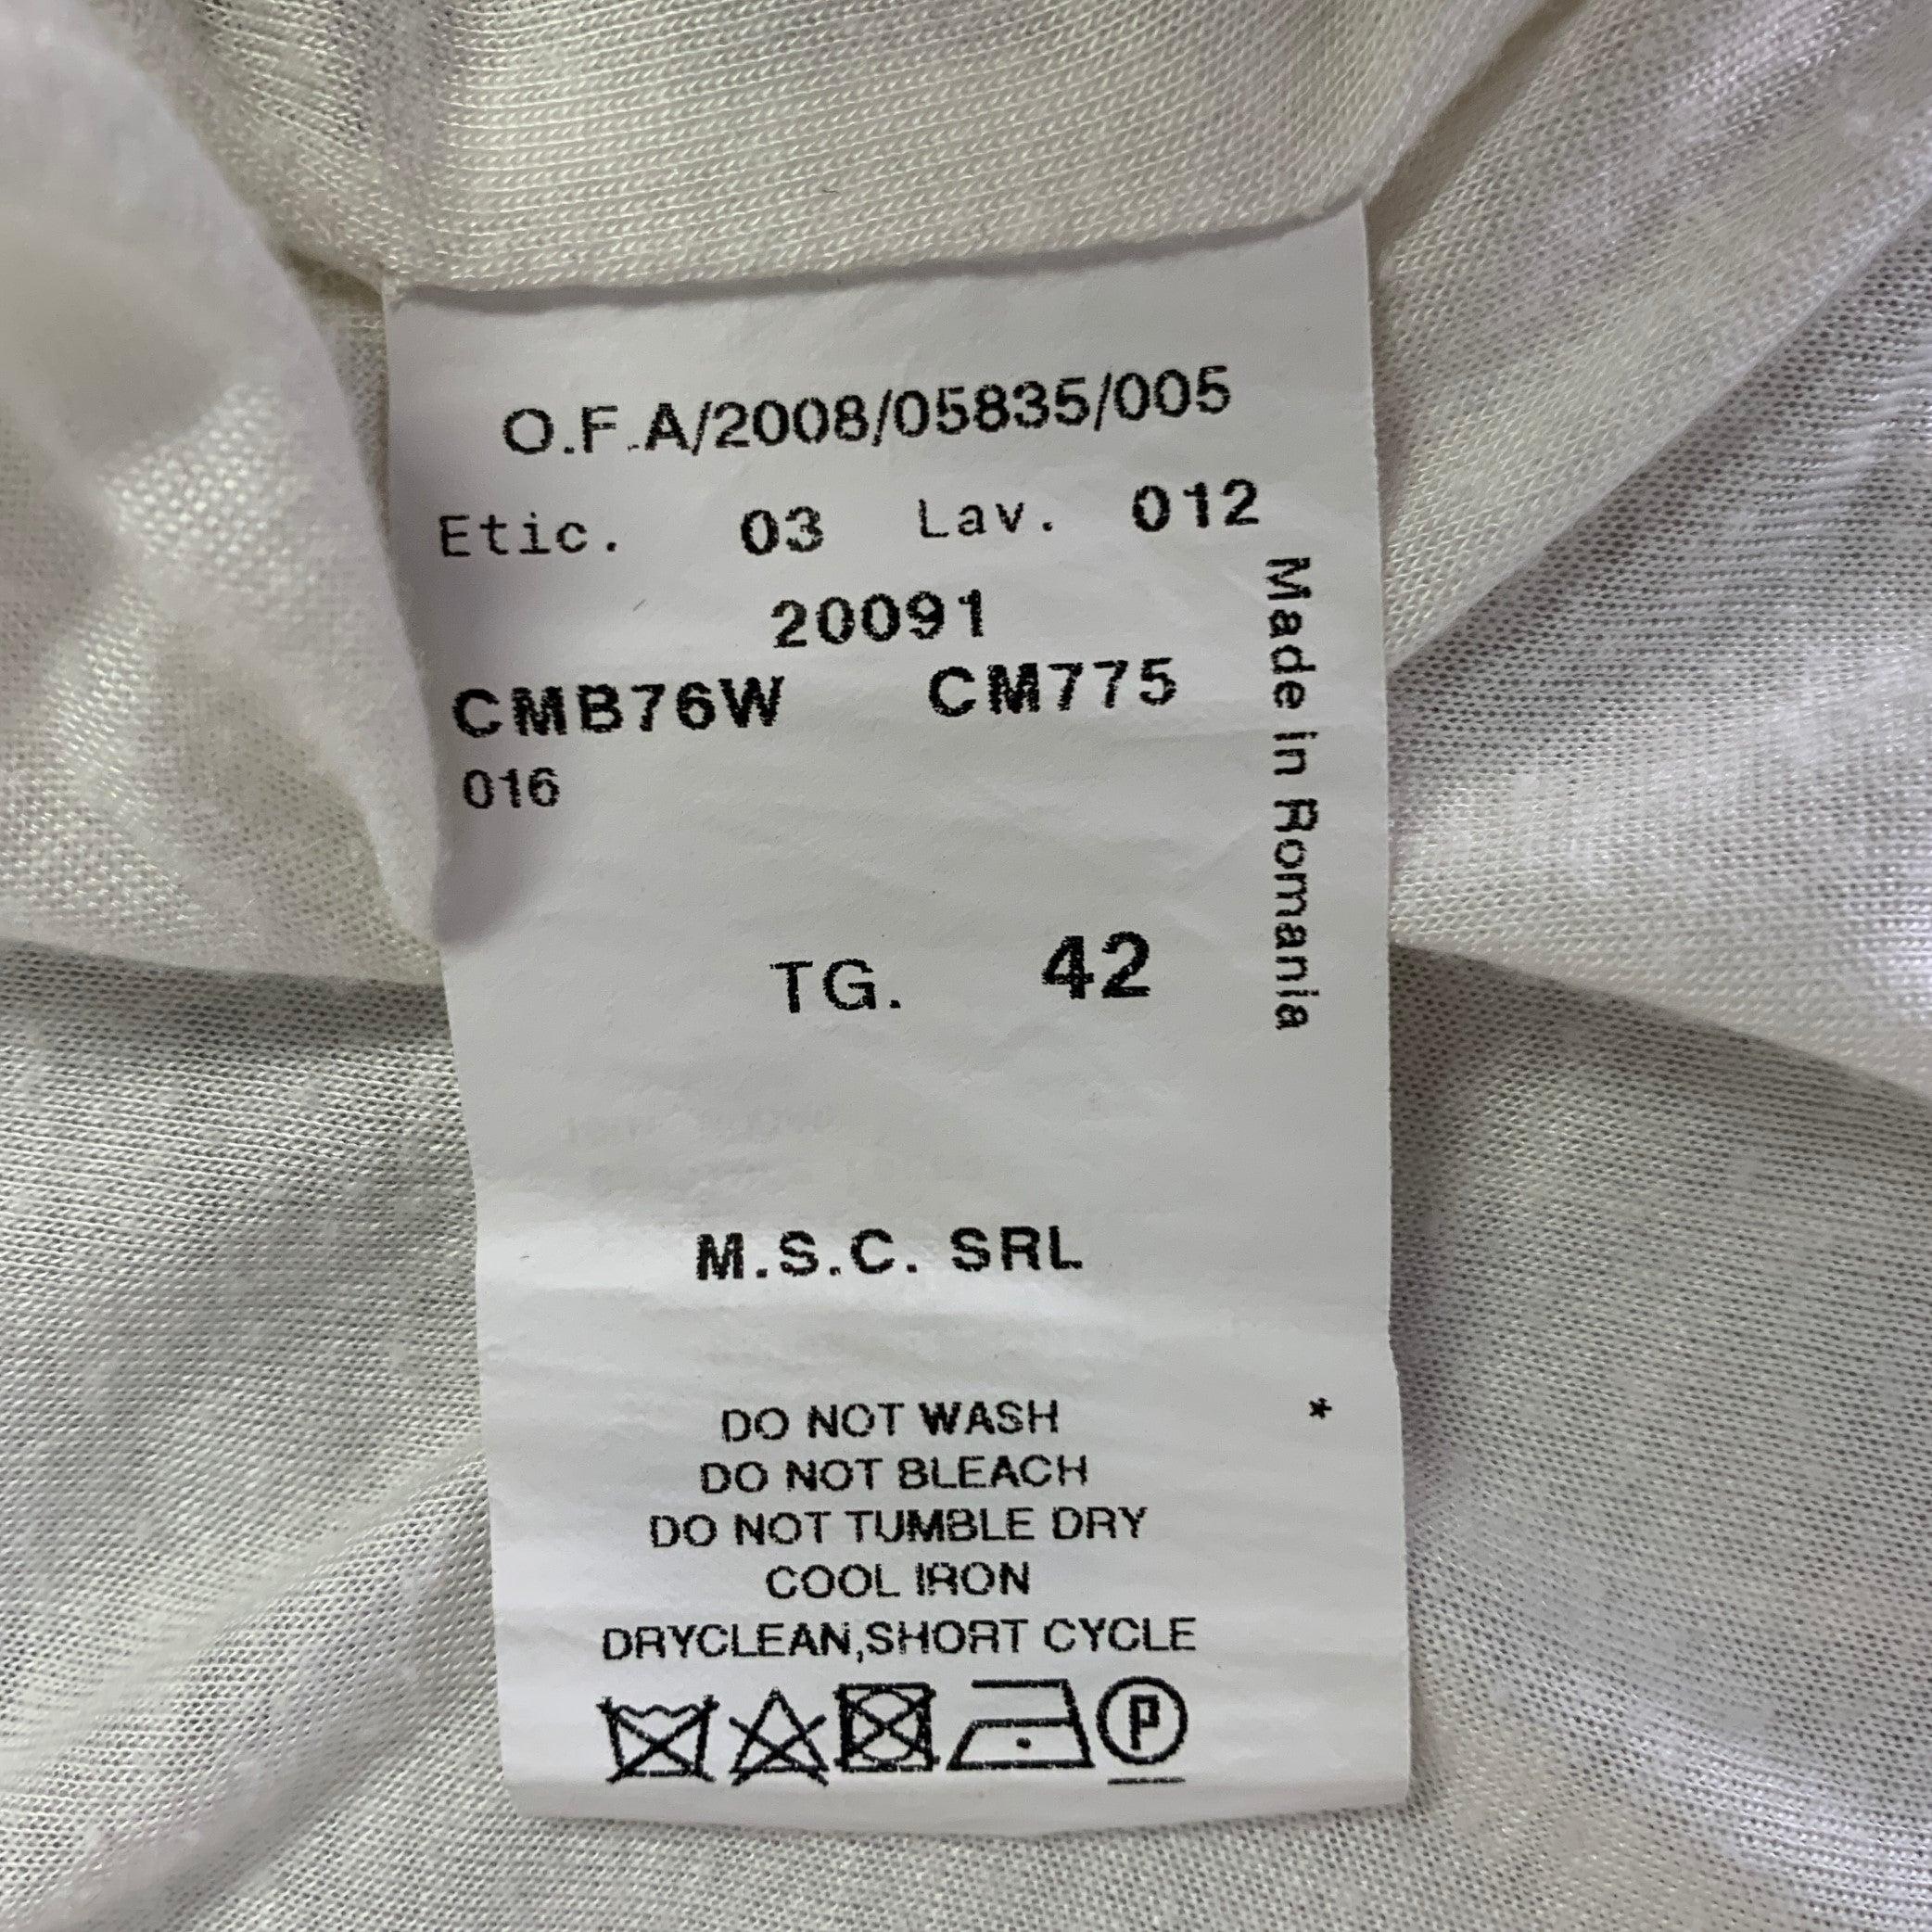 O.F.A/2008/05835/005
Etic. 03 Lav. 012
20091
CMB76W CM775
016
Made in Romania
TG. 42
M.S.C. SRL
DO NOT WASH
*
DO NOT BLEACH
DO NOT TUMBLE DRY
COOL IRON
DRYCLEAN,SHORT CYCLE
P